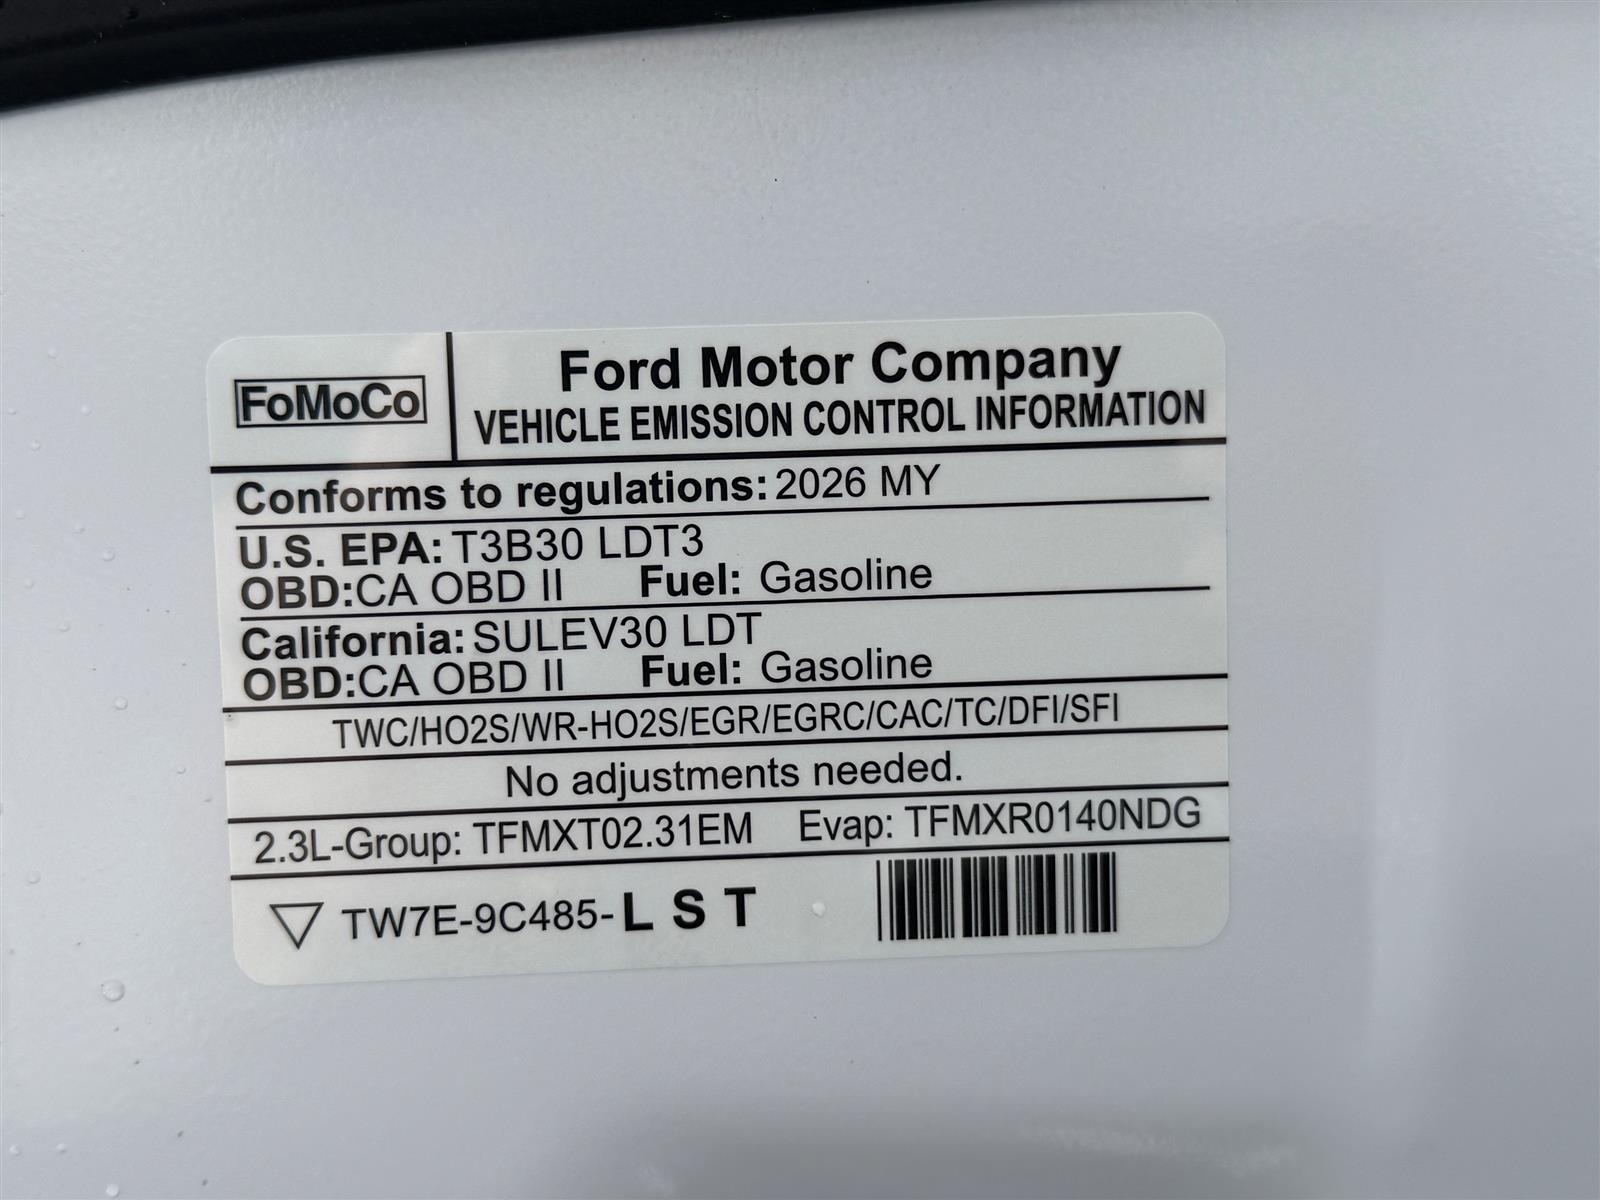 FoMoCo
Ford Motor Company
VEHICLE EMISSION CONTROL INFORMATION
Conforms to regulations: 2026 MY
U.S. EPA: T3B30 LDT3
OBD: CA OBD II Fuel: Gasoline
California: SULEV30 LDT
OBD: CA OBD II Fuel: Gasoline
TWC/HO2S/WR-HO2S/EGR/EGRC/CAC/TC/DFI/SFI
No adjustments needed.
2.3L-Group: TFMXT02.31EM Evap: TFMXR0140NDG
TW7E-9C485-LST